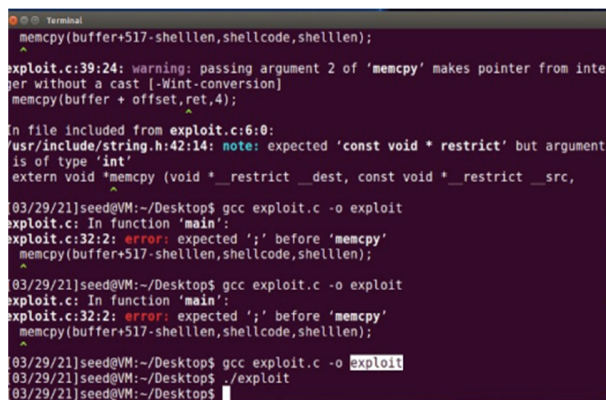 Terminal
memcpy(buffer+517-shelllen,shellcode,shelllen);
^
exploit.c:39:24: warning: passing argument 2 of ‘memcpy’ makes pointer from inte
ger without a cast [-Wint-conversion]
memcpy(buffer + offset,ret,4);
^
In file included from exploit.c:6:0:
/usr/include/string.h:42:14: note: expected ‘const void * restrict’ but argument
is of type ‘int’
extern void *memcpy (void *__restrict __dest, const void *__restrict __src,
^
[03/29/21]seed@VM:~/Desktop$ gcc exploit.c -o exploit
exploit.c: In function ‘main’:
exploit.c:32:2: error: expected ‘;’ before ‘memcpy’
memcpy(buffer+517-shelllen,shellcode,shelllen);
^
[03/29/21]seed@VM:~/Desktop$ gcc exploit.c -o exploit
exploit.c: In function ‘main’:
exploit.c:32:2: error: expected ‘;’ before ‘memcpy’
memcpy(buffer+517-shelllen,shellcode,shelllen);
^
[03/29/21]seed@VM:~/Desktop$ gcc exploit.c -o exploit
[03/29/21]seed@VM:~/Desktop$ ./exploit
[03/29/21]seed@VM:~/Desktop$